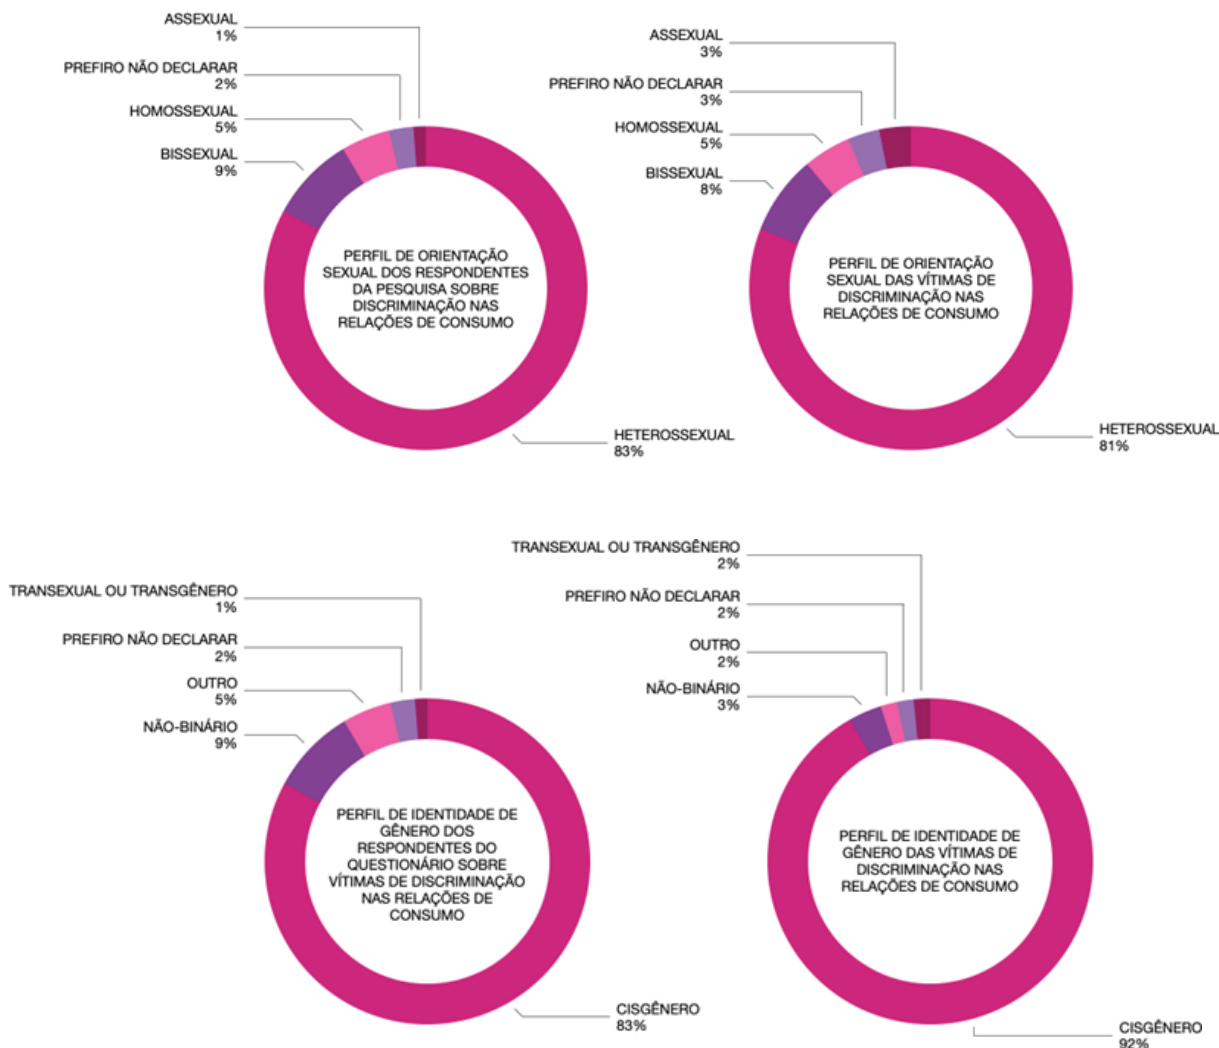 ASSEXUAL
1%
PREFIRO NÃO DECLARAR
2%
HOMOSSEXUAL
5%
BISSEXUAL
9%
PERFIL DE ORIENTAÇÃO
SEXUAL DOS RESPONDENTES
DA PESQUISA SOBRE
DISCRIMINAÇÃO NAS
RELAÇÕES DE CONSUMO
HETEROSSEXUAL
83%
ASSEXUAL
3%
PREFIRO NÃO DECLARAR
3%
HOMOSSEXUAL
5%
BISSEXUAL
8%
PERFIL DE ORIENTAÇÃO
SEXUAL DAS VÍTIMAS DE
DISCRIMINAÇÃO NAS
RELAÇÕES DE CONSUMO
HETEROSSEXUAL
81%
TRANSEXUAL OU TRANSGÊNERO
1%
PREFIRO NÃO DECLARAR
2%
OUTRO
5%
NÃO-BINÁRIO
9%
PERFIL DE IDENTIDADE DE
GÊNERO DOS
RESPONDENTES DO
QUESTIONÁRIO SOBRE
VÍTIMAS DE DISCRIMINAÇÃO
NAS RELAÇÕES DE
CONSUMO
CISGÊNERO
83%
TRANSEXUAL OU TRANSGÊNERO
2%
PREFIRO NÃO DECLARAR
2%
OUTRO
2%
NÃO-BINÁRIO
3%
PERFIL DE IDENTIDADE DE
GÊNERO DAS VÍTIMAS DE
DISCRIMINAÇÃO NAS
RELAÇÕES DE CONSUMO
CISGÊNERO
92%